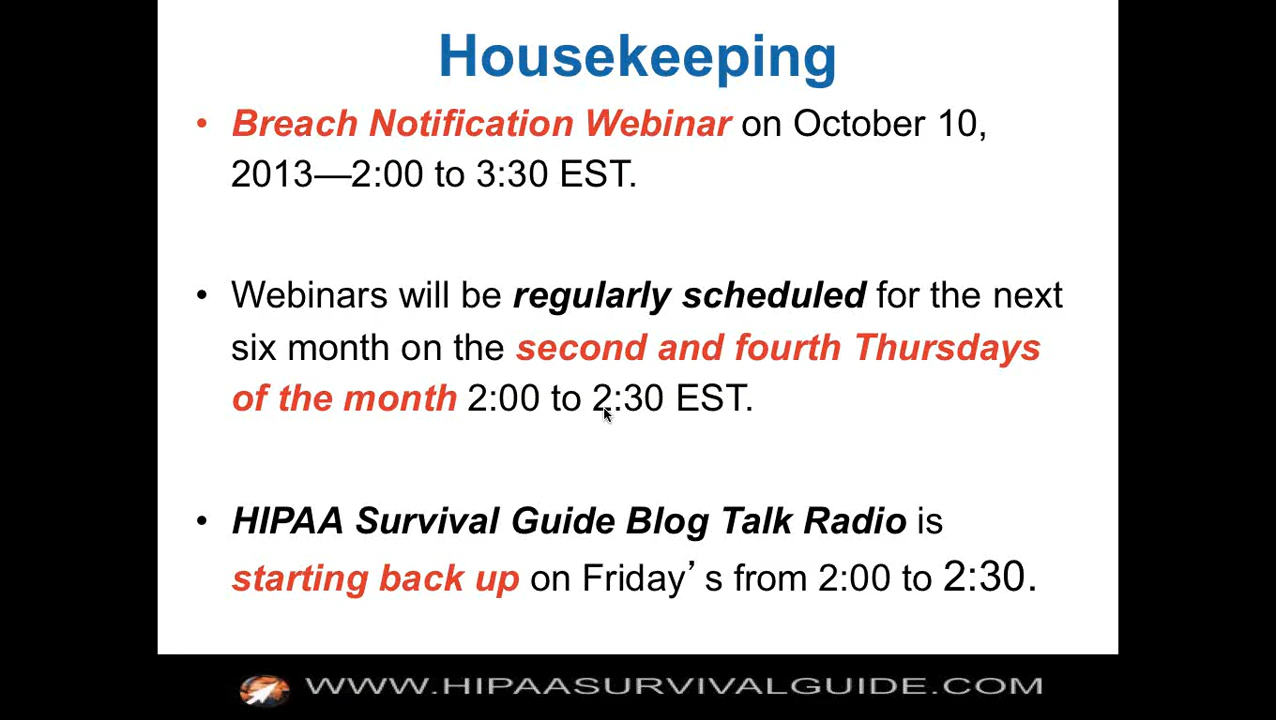 Housekeeping
• Breach Notification Webinar on October 10,
2013—2:00 to 3:30 EST.
• Webinars will be regularly scheduled for the next
six month on the second and fourth Thursdays
of the month 2:00 to 2:30 EST.
• HIPAA Survival Guide Blog Talk Radio is
starting back up on Friday’s from 2:00 to 2:30.
WWW.HIPAASURVIVALGUIDE.COM